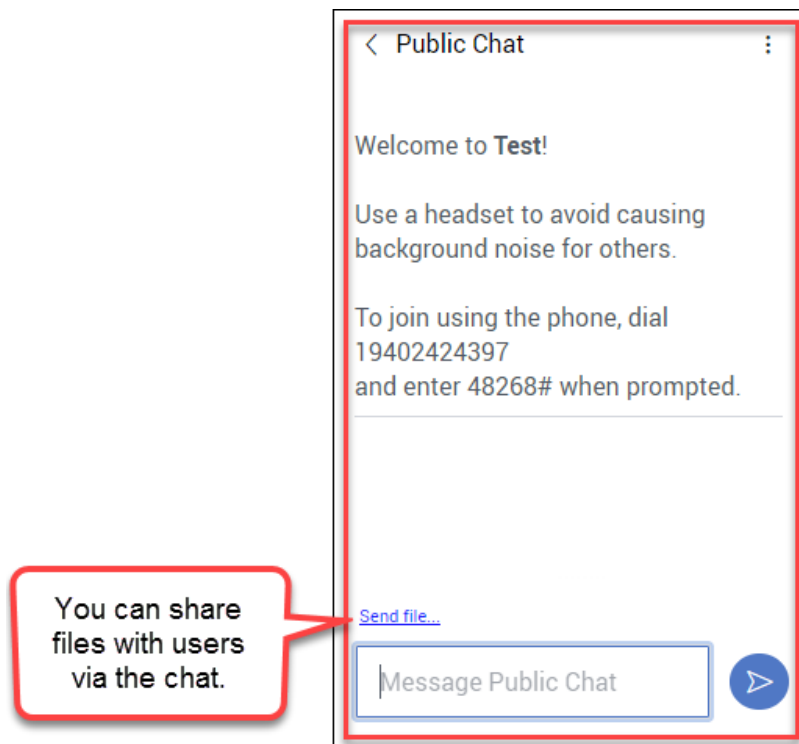 Public Chat
Welcome to Test!
Use a headset to avoid causing
background noise for others.
To join using the phone, dial
19402424397
and enter 48268# when prompted.
You can share
files with users
via the chat.
Send file...
Message Public Chat